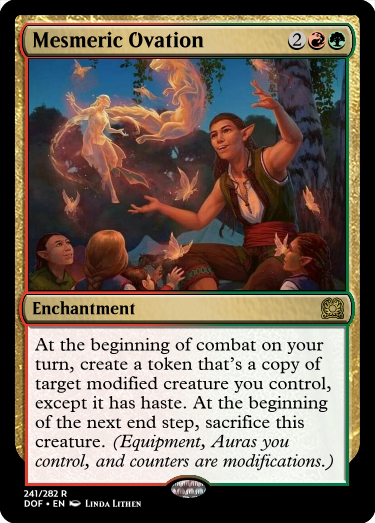 Mesmeric Ovation 2
Enchantment
At the beginning of combat on your
turn, create a token that's a copy of
target modified creature you control,
except it has haste. At the beginning
of the next end step, sacrifice this
creature. (Equipment, Auras you
control, and counters are modifications.)
241/282 R
DOF • EN Linda Lithen